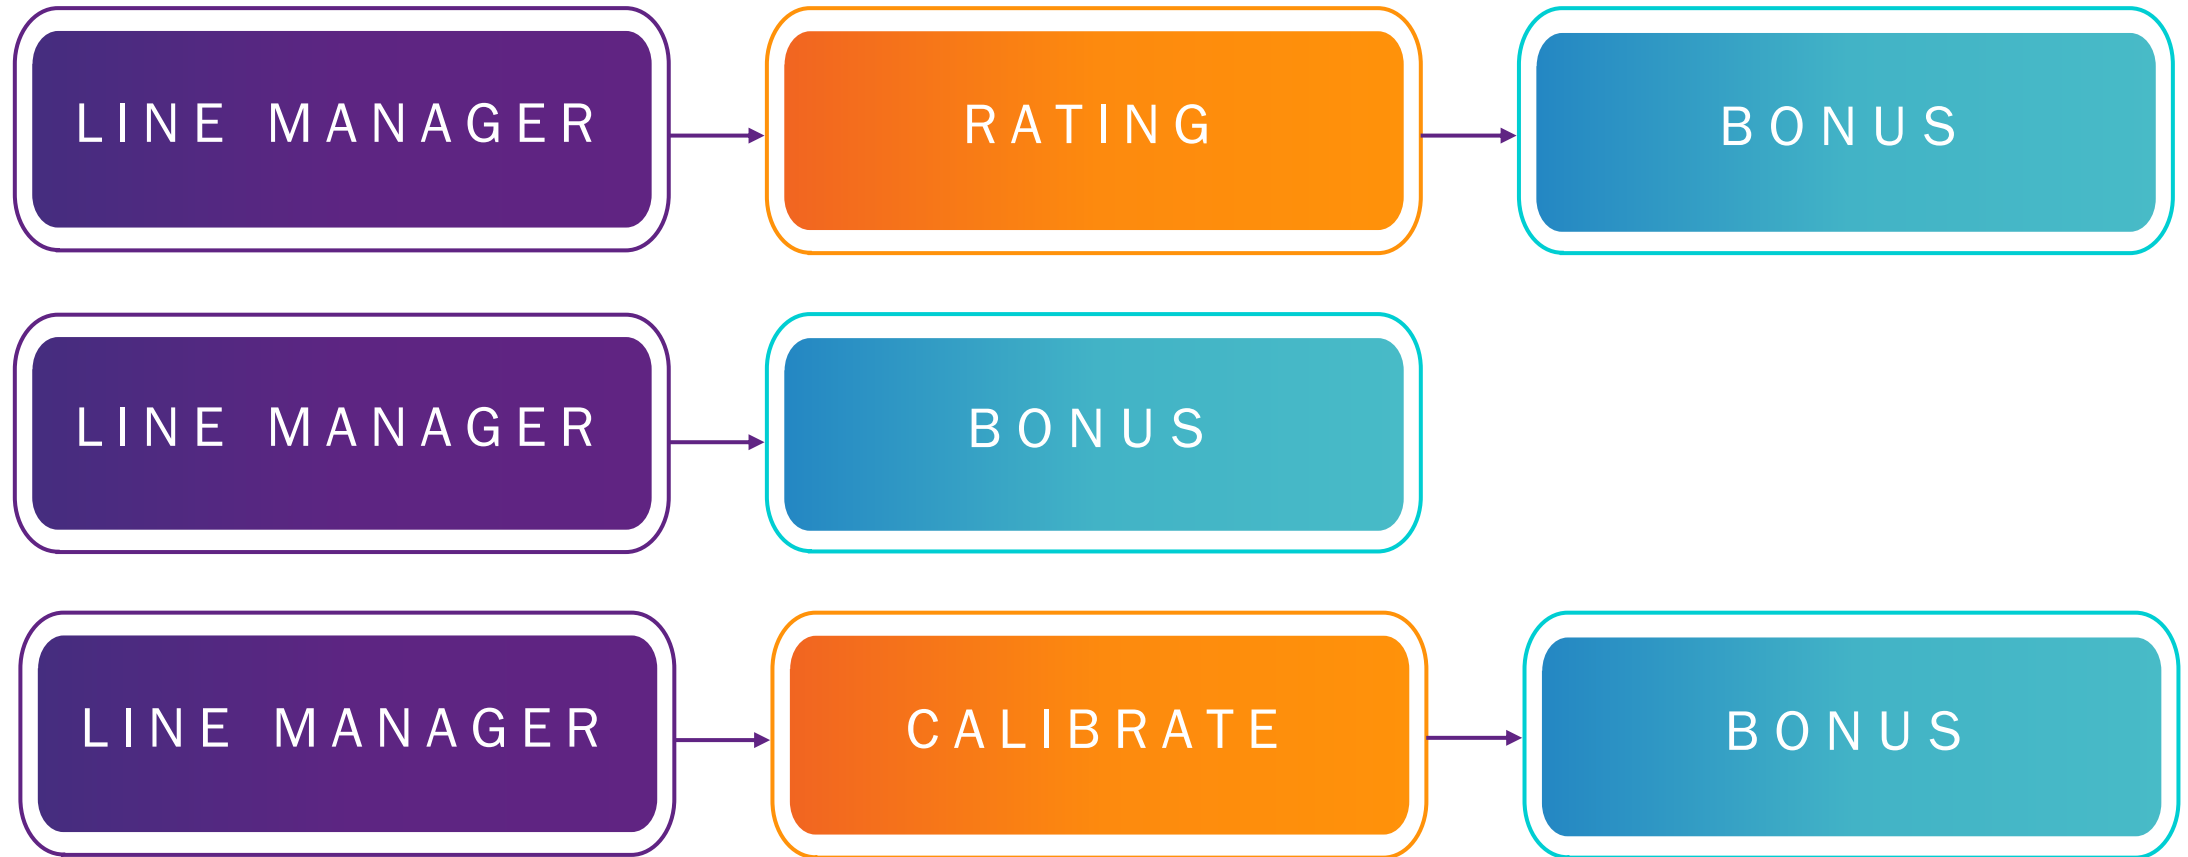 LINE MANAGER RATING BONUS
LINE MANAGER BONUS
LINE MANAGER CALIBRATE BONUS